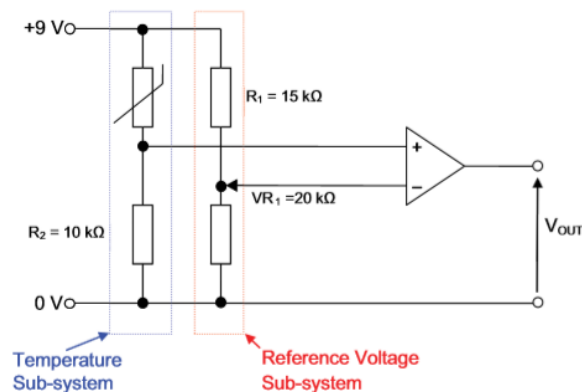 +9 V
R₁ = 15 kΩ
+
−
VR₁ =20 kΩ
R₂ = 10 kΩ
V_OUT
0 V
Temperature
Sub-system
Reference Voltage
Sub-system